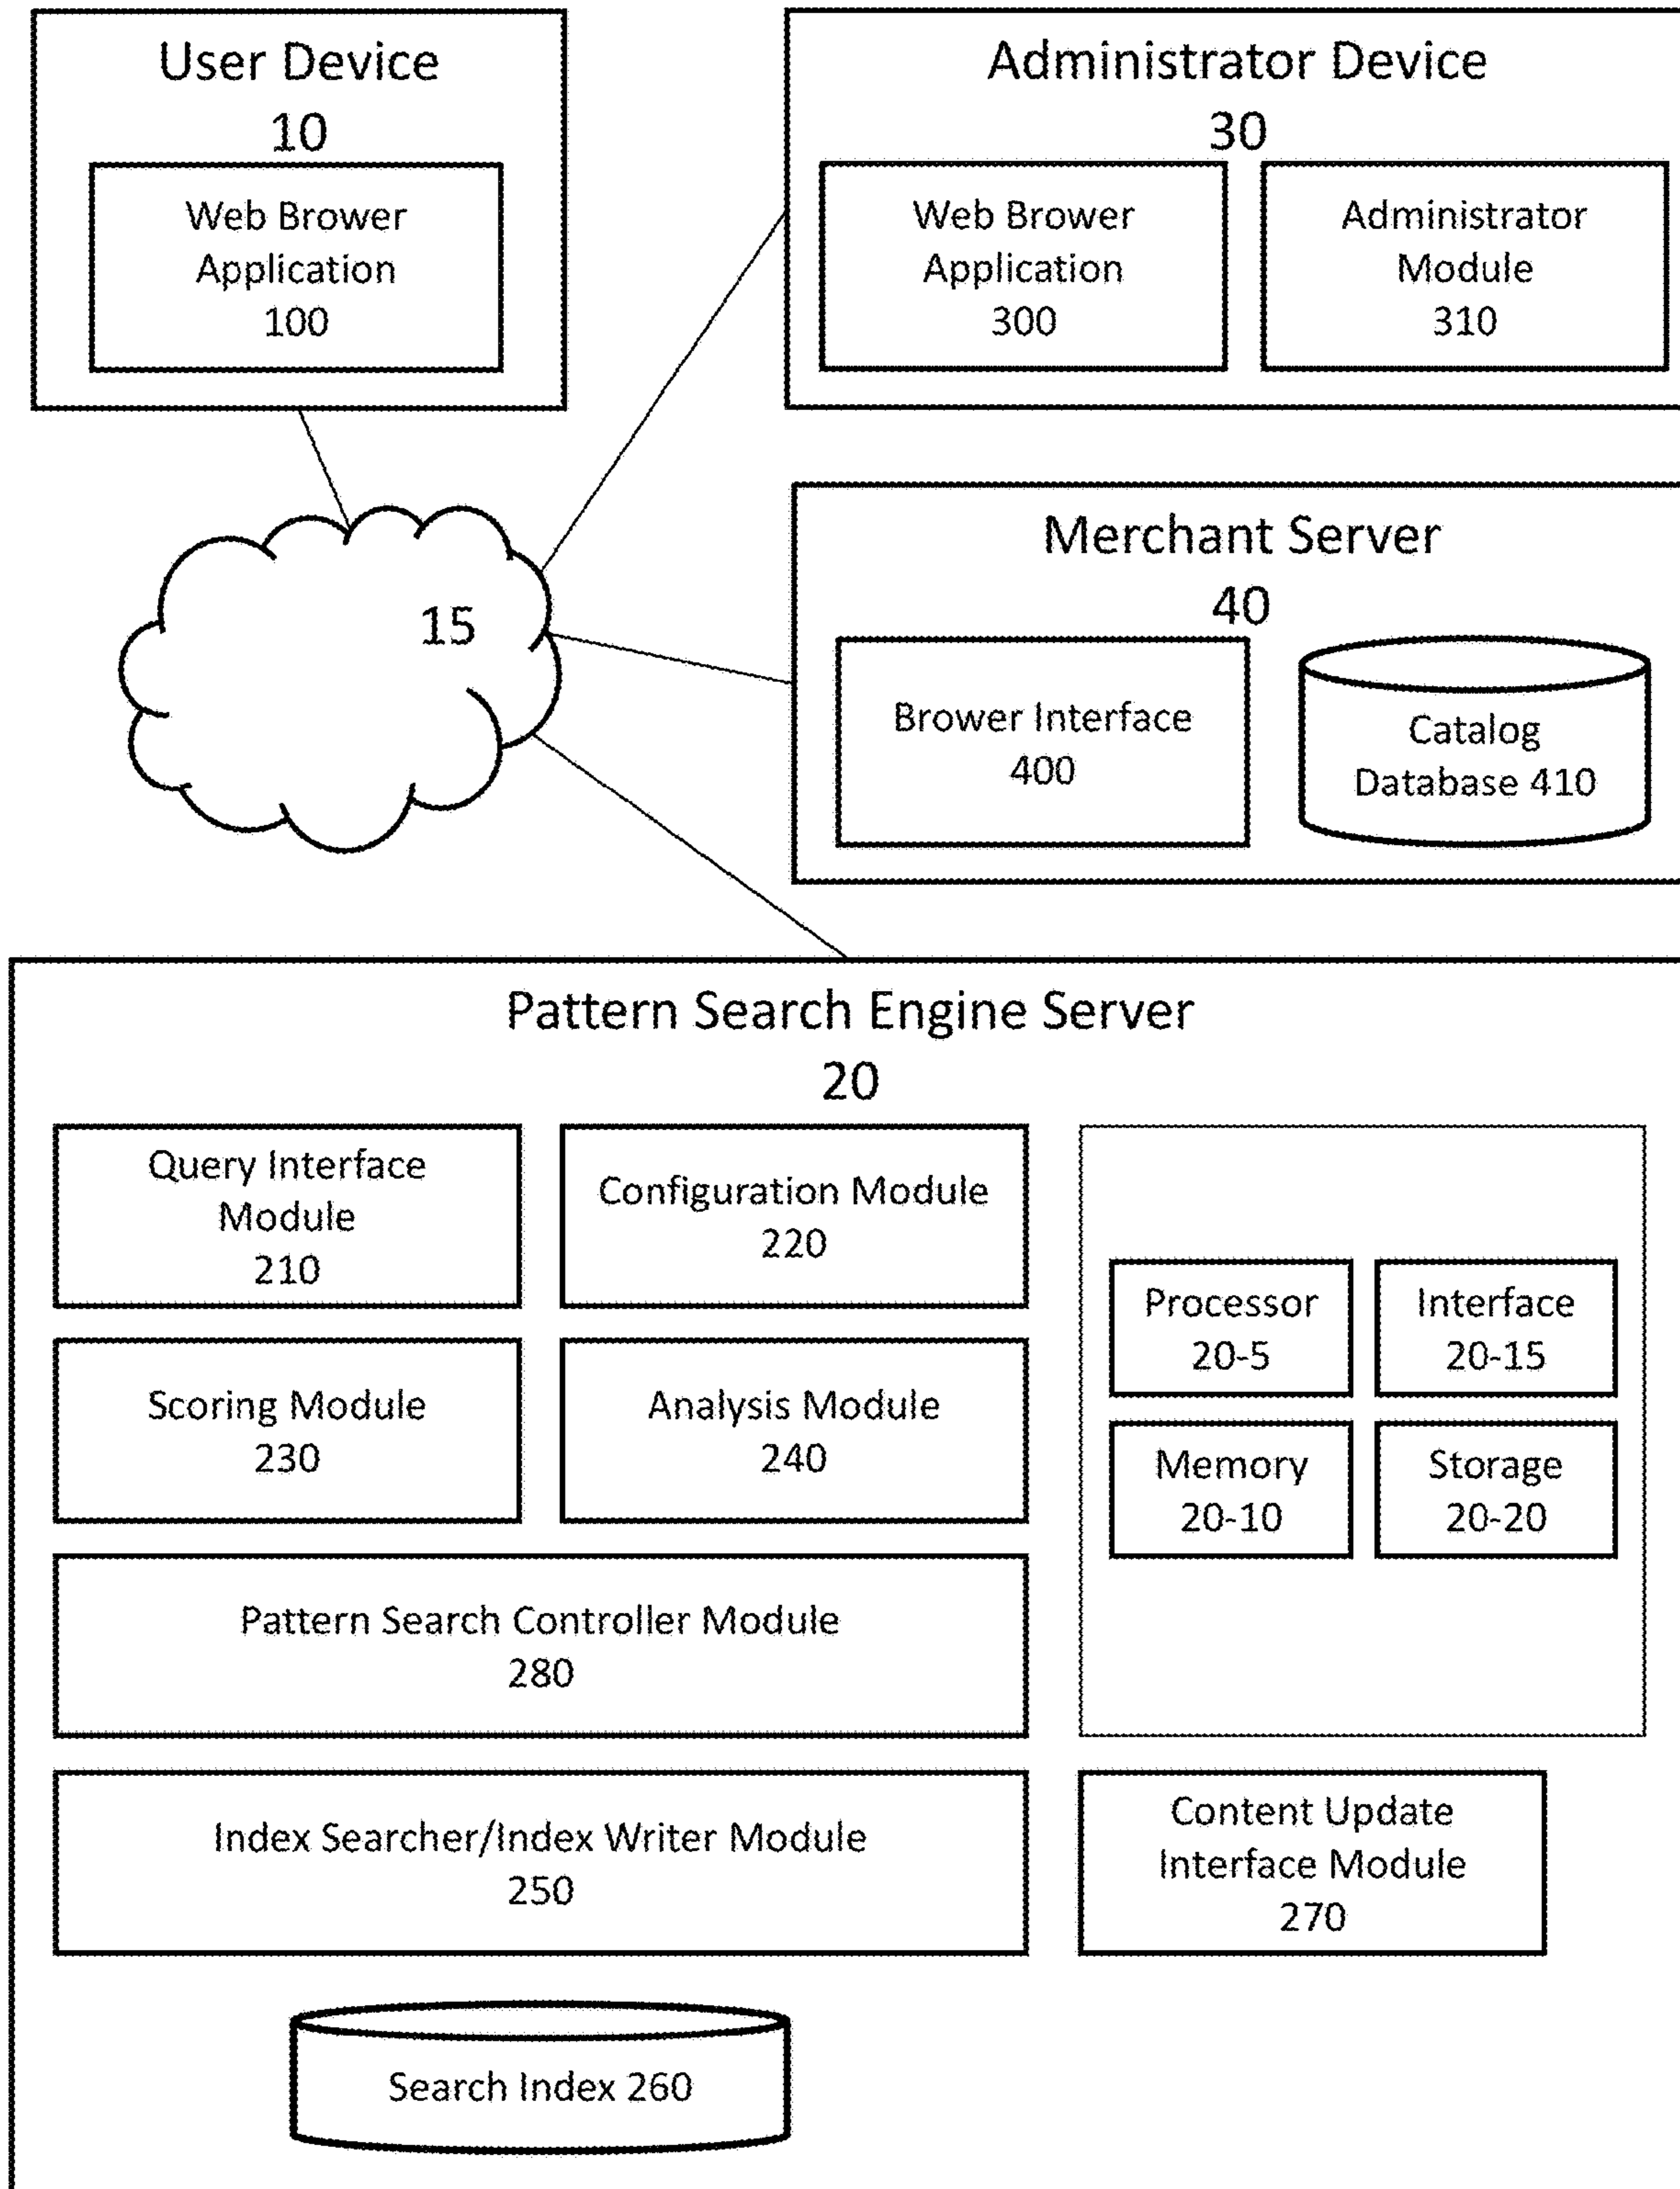 User Device
10
Web Brower
Application
100
Administrator Device
30
Web Brower
Application
300
Administrator
Module
310
15
Merchant Server
40
Brower Interface
400
Catalog
Database 410
Pattern Search Engine Server
20
Query Interface
Module
210
Configuration Module
220
Processor
20-5
Interface
20-15
Scoring Module
230
Analysis Module
240
Memory
20-10
Storage
20-20
Pattern Search Controller Module
280
Index Searcher/Index Writer Module
250
Content Update
Interface Module
270
Search Index 260